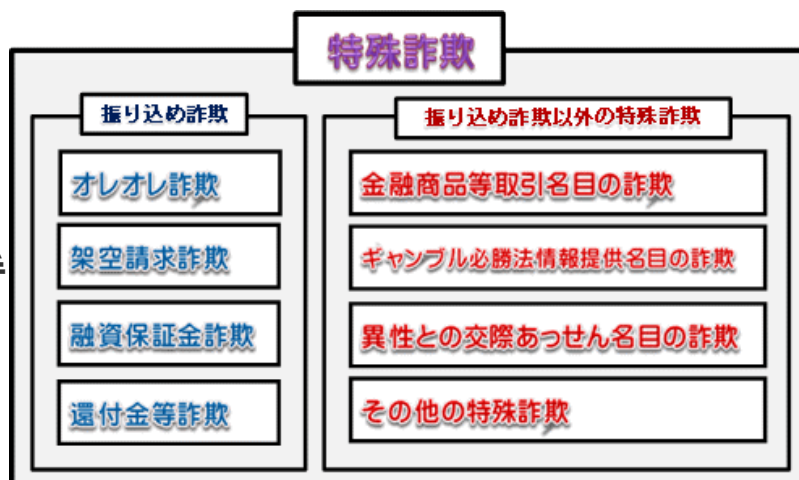 特殊詐欺
振り込め詐欺
オレオレ詐欺
架空請求詐欺
融資保証金詐欺
還付金等詐欺
振り込め詐欺以外の特殊詐欺
金融商品等取引名目の詐欺
ギャンブル必勝法情報提供名目の詐欺
異性との交際あっせん名目の詐欺
その他の特殊詐欺